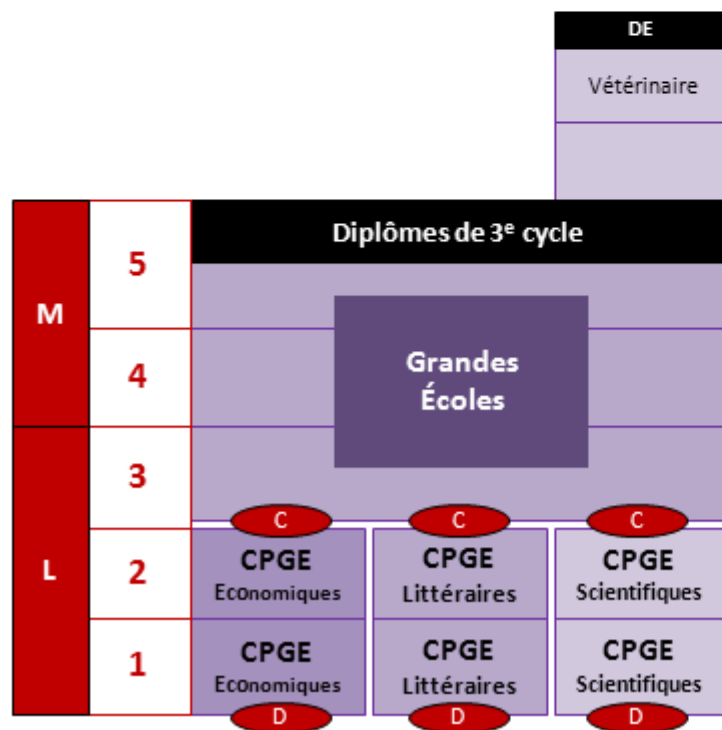 DE
Vétérinaire
Diplômes de 3e cycle
5
M
4
Grandes
Écoles
3
C
C
C
L
2
CPGE
Economiques
CPGE
Littéraires
CPGE
Scientifiques
1
CPGE
Economiques
CPGE
Littéraires
CPGE
Scientifiques
D
D
D